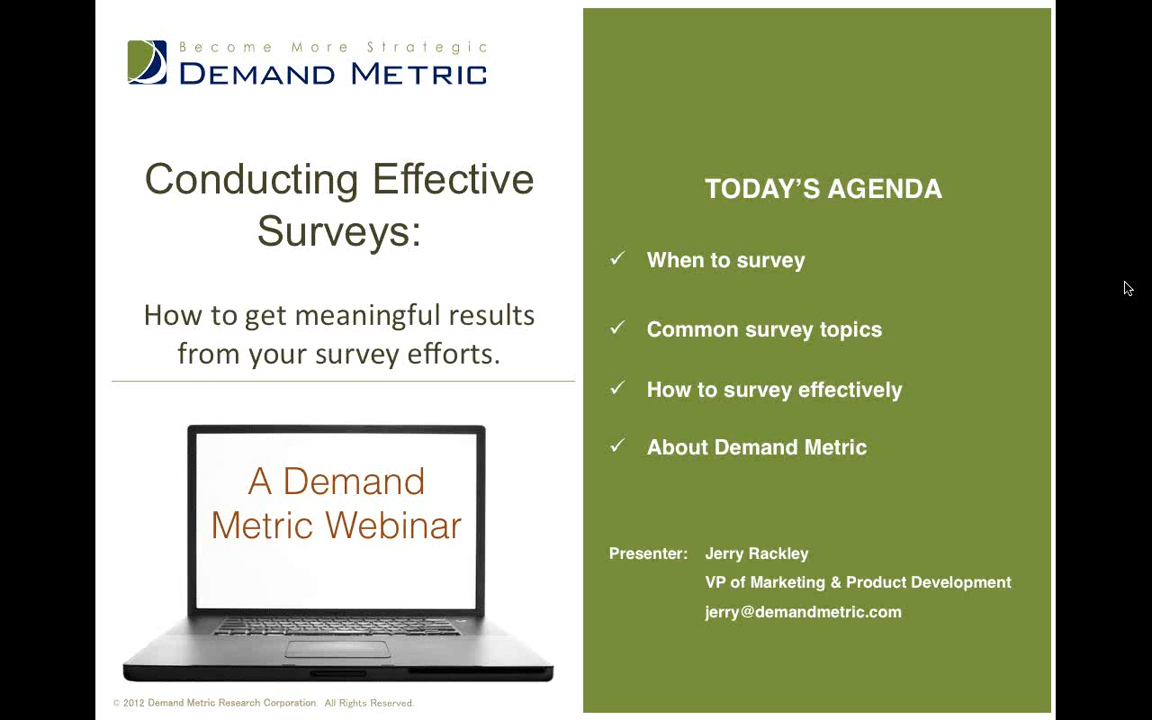 Become More Strategic
DEMAND METRIC
Conducting Effective
Surveys:
How to get meaningful results
from your survey efforts.
A Demand
Metric Webinar
© 2012 Demand Metric Research Corporation. All Rights Reserved.
TODAY'S AGENDA
✓ When to survey
✓ Common survey topics
✓ How to survey effectively
✓ About Demand Metric
Presenter: Jerry Rackley
VP of Marketing & Product Development
jerry@demandmetric.com